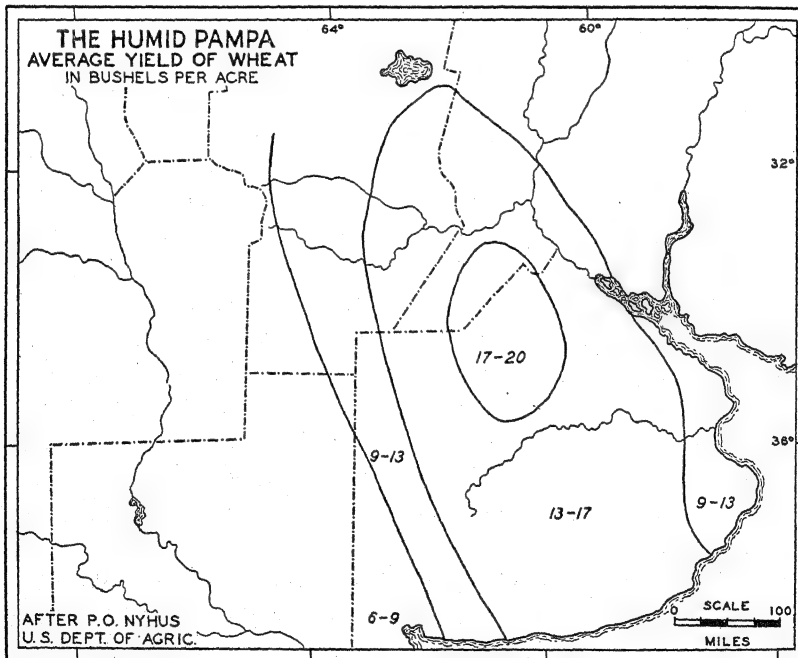 THE HUMID PAMPA
AVERAGE YIELD OF WHEAT
IN BUSHELS PER ACRE
64°
60°
32°
17-20
36°
9-13
13-17
9-13
6-9
AFTER P.O. NYHUS
U.S. DEPT. OF AGRIC.
0 SCALE 100
MILES